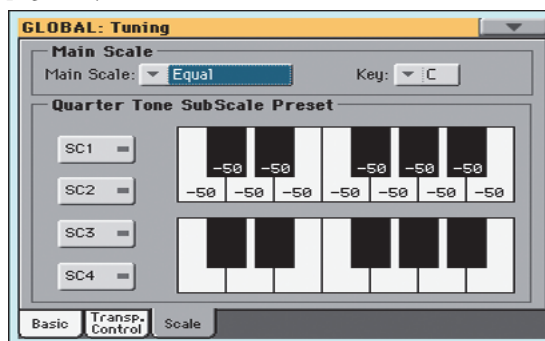 GLOBAL: Tuning
Main Scale
Main Scale: Equal Key: C
Quarter Tone SubScale Preset
SC1
-50 -50 -50 -50 -50
SC2
-50 -50 -50 -50 -50 -50 -50
SC3
SC4
Basic Transp. Control Scale